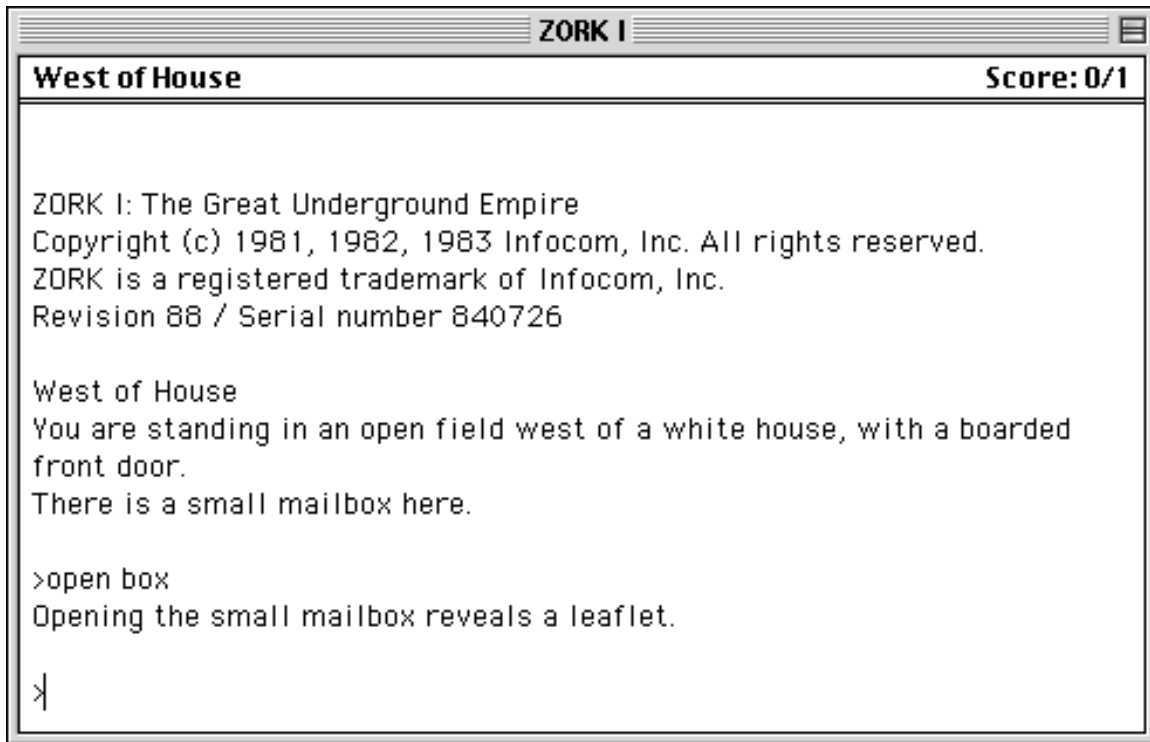 ZORK I
West of House Score: 0/1
ZORK I: The Great Underground Empire
Copyright (c) 1981, 1982, 1983 Infocom, Inc. All rights reserved.
ZORK is a registered trademark of Infocom, Inc.
Revision 88 / Serial number 840726
West of House
You are standing in an open field west of a white house, with a boarded
front door.
There is a small mailbox here.
>open box
Opening the small mailbox reveals a leaflet.
>